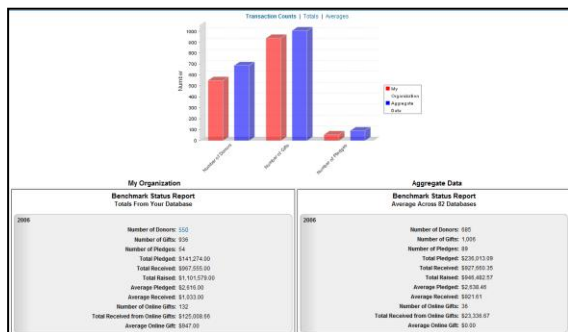 Transaction Counts | Totals | Averages
1000
900
800
700
600
500
400
300
200
100
0
Number
Number of Donors
Number of Gifts
Number of Pledges
My
Organization
Aggregate
Data
My Organization
Benchmark Status Report
Totals From Your Database
2006
Number of Donors: 550
Number of Gifts: 936
Number of Pledges: 54
Total Pledged: $141,274.00
Total Received: $967,555.00
Total Raised: $1,101,579.00
Average Pledged: $2,616.00
Average Received: $1,033.00
Number of Online Gifts: 132
Total Received from Online Gifts: $125,008.66
Average Online Gift: $947.00
Aggregate Data
Benchmark Status Report
Average Across 82 Databases
2006
Number of Donors: 685
Number of Gifts: 1,006
Number of Pledges: 89
Total Pledged: $236,013.09
Total Received: $927,560.35
Total Raised: $946,482.57
Average Pledged: $2,638.46
Average Received: $921.61
Number of Online Gifts: 36
Total Received from Online Gifts: $23,336.67
Average Online Gift: $0.00